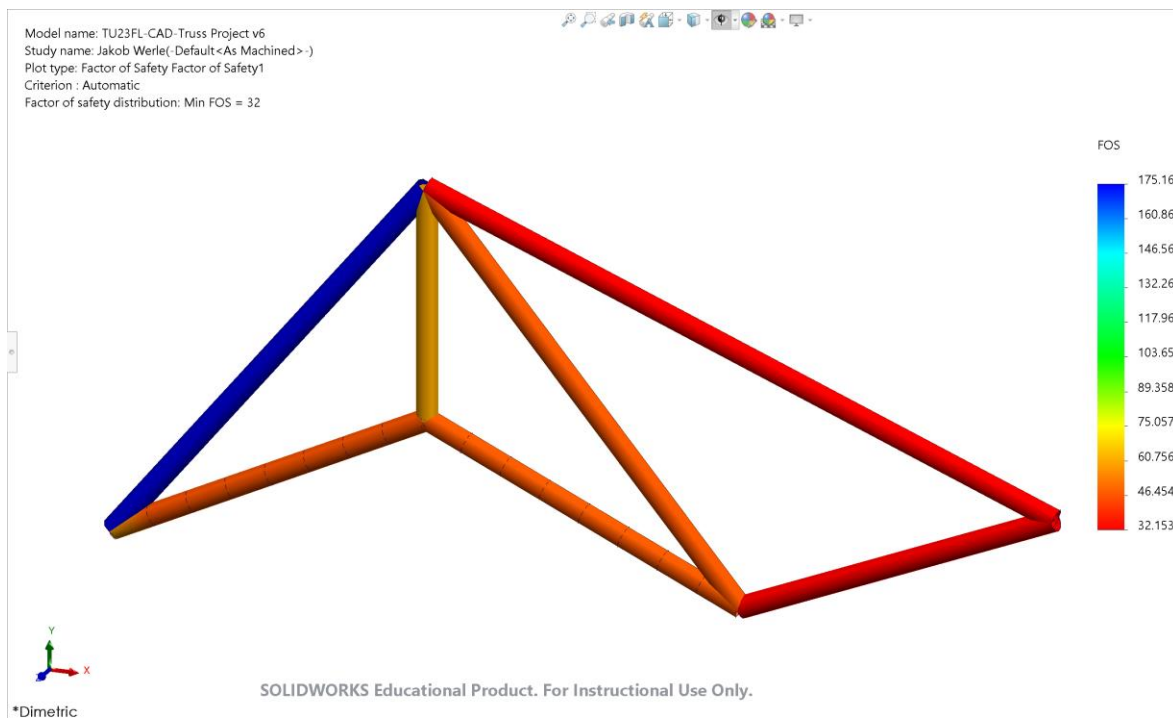 Model name: TU23FL-CAD-Truss Project v6
Study name: Jakob Werle(-Default<As Machined>-)
Plot type: Factor of Safety Factor of Safety1
Criterion : Automatic
Factor of safety distribution: Min FOS = 32
FOS
175.16
160.86
146.56
132.26
117.96
103.65
89.358
75.057
60.756
46.454
32.153
Y
X
SOLIDWORKS Educational Product. For Instructional Use Only.
*Dimetric